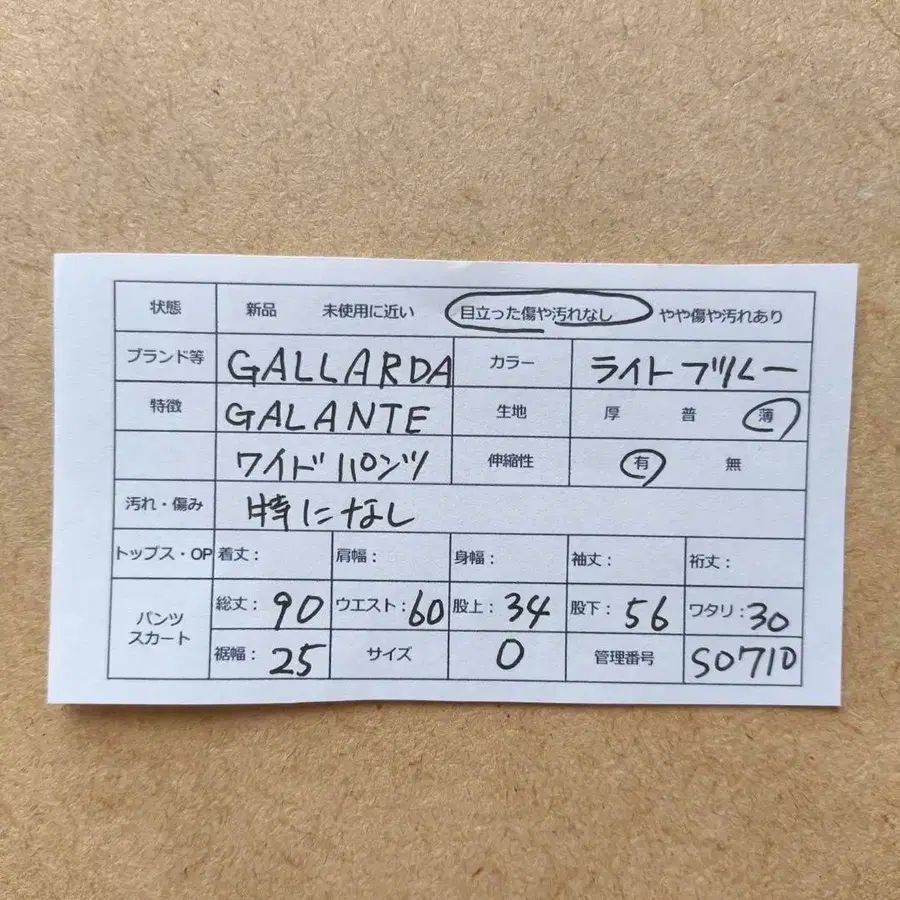 状態 新品 未使用に近い 目立った傷や汚れなし やや傷や汚れあり
ブランド等 GALLARDA カラー ライトブルー
特徴 GALANTE 生地 厚 普 薄
ワイドパンツ 伸縮性 有 無
汚れ・傷み 特になし
トップス・OP 着丈： 肩幅： 身幅： 袖丈： 裄丈：
パンツ スカート 総丈：90 ウエスト：60 股上：34 股下：56 ワタリ：30
裾幅：25 サイズ 0 管理番号 S0710